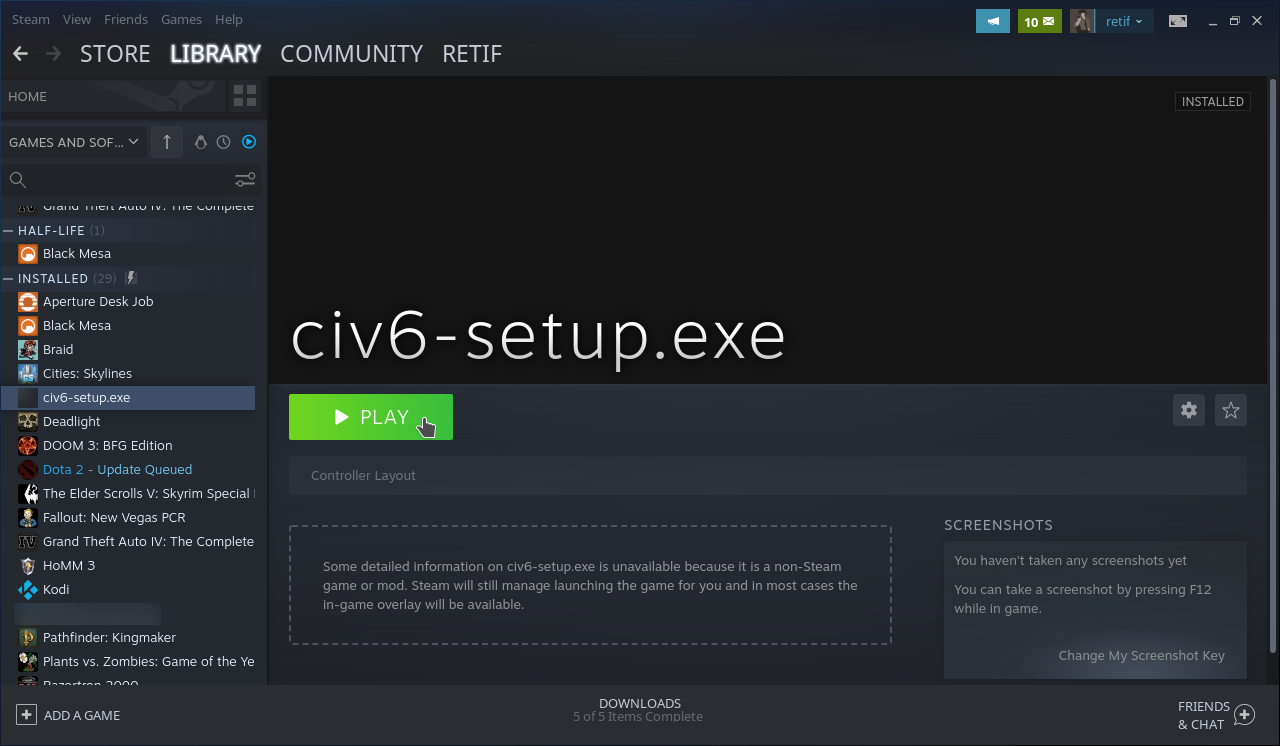 Steam View Friends Games Help
10
retif
STORE LIBRARY COMMUNITY RETIF
HOME
GAMES AND SOF...
Grand Theft Auto IV: The Complete
HALF-LIFE (1)
Black Mesa
INSTALLED (29)
Aperture Desk Job
Black Mesa
Braid
Cities: Skylines
civ6-setup.exe
Deadlight
DOOM 3: BFG Edition
Dota 2 - Update Queued
The Elder Scrolls V: Skyrim Special
Fallout: New Vegas PCR
Grand Theft Auto IV: The Complete
HoMM 3
Kodi
Pathfinder: Kingmaker
Plants vs. Zombies: Game of the Ye
Razortron 2000
INSTALLED
civ6-setup.exe
PLAY
Controller Layout
Some detailed information on civ6-setup.exe is unavailable because it is a non-Steam
game or mod. Steam will still manage launching the game for you and in most cases the
in-game overlay will be available.
SCREENSHOTS
You haven't taken any screenshots yet
You can take a screenshot by pressing F12
while in game.
Change My Screenshot Key
ADD A GAME
DOWNLOADS
5 of 5 Items Complete
FRIENDS
& CHAT